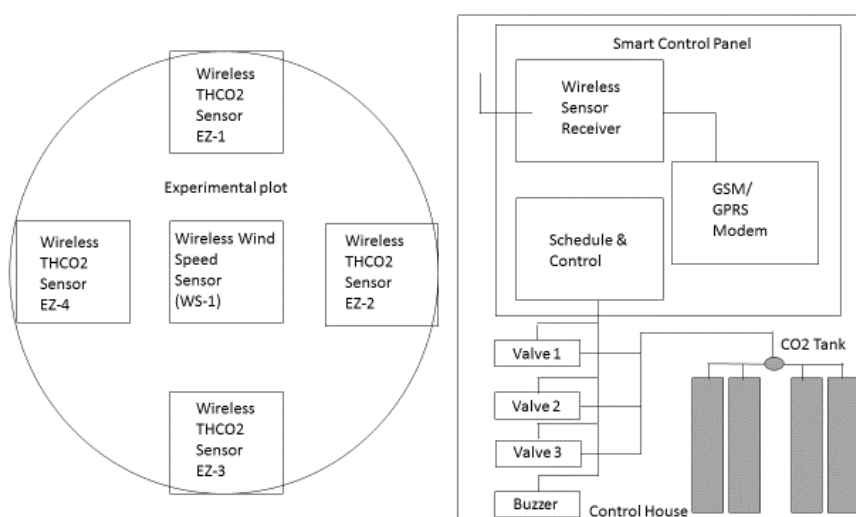 Wireless
THCO2
Sensor
EZ-1
Experimental plot
Wireless
THCO2
Sensor
EZ-4
Wireless Wind
Speed
Sensor
(WS-1)
Wireless
THCO2
Sensor
EZ-2
Wireless
THCO2
Sensor
EZ-3
Smart Control Panel
Wireless
Sensor
Receiver
GSM/
GPRS
Modem
Schedule &
Control
Valve 1
Valve 2
Valve 3
Buzzer
CO2 Tank
Control House